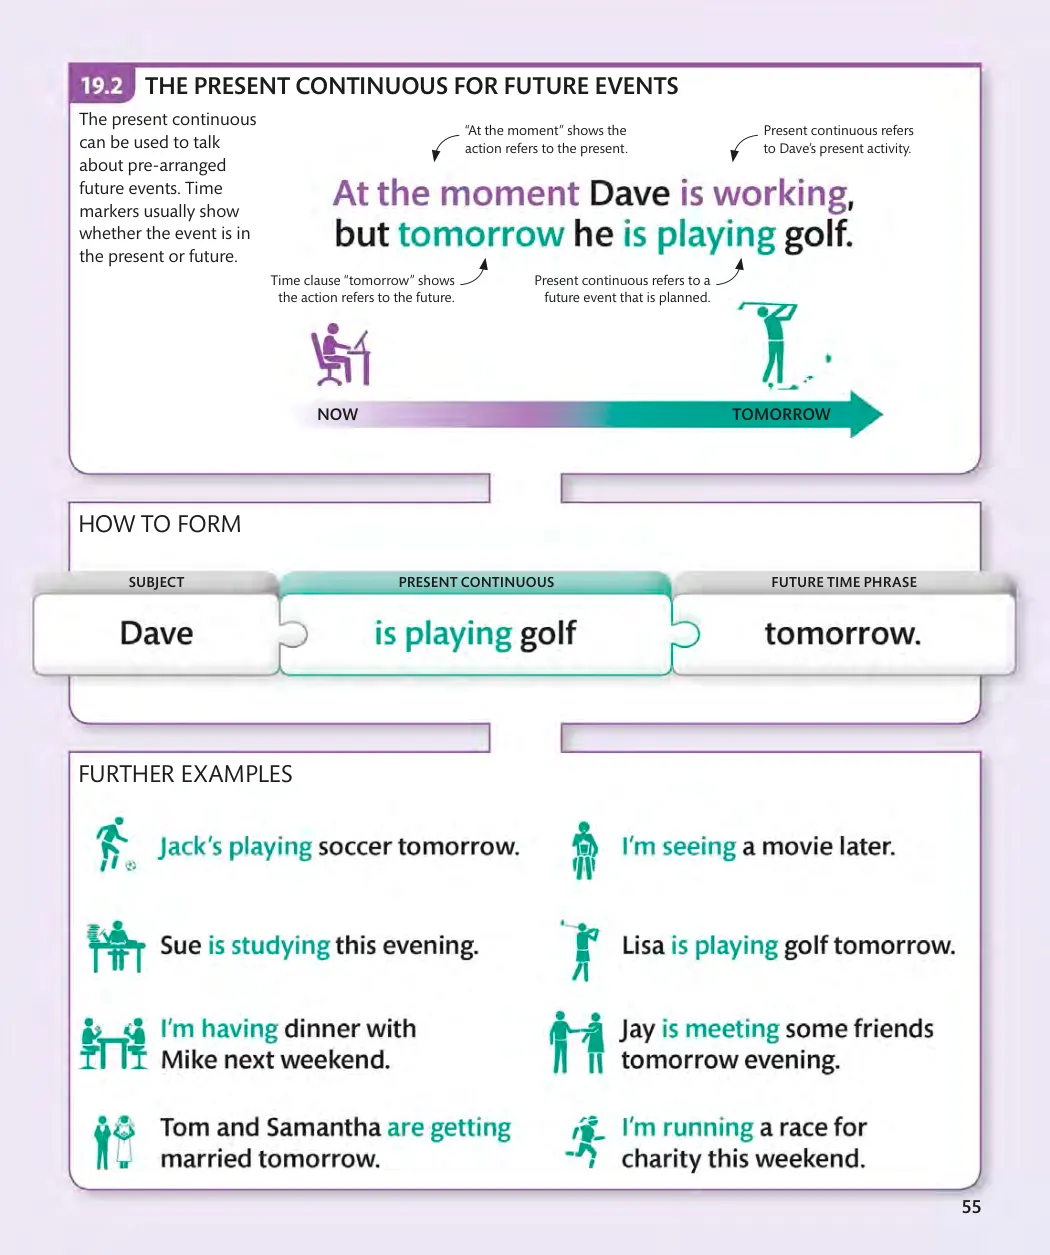 19.2 THE PRESENT CONTINUOUS FOR FUTURE EVENTS
The present continuous
can be used to talk
about pre-arranged
future events. Time
markers usually show
whether the event is in
the present or future.
“At the moment” shows the
action refers to the present.
Present continuous refers
to Dave’s present activity.
At the moment Dave is working,
but tomorrow he is playing golf.
Time clause “tomorrow” shows
the action refers to the future.
Present continuous refers to a
future event that is planned.
NOW
TOMORROW
HOW TO FORM
SUBJECT
PRESENT CONTINUOUS
FUTURE TIME PHRASE
Dave
is playing golf
tomorrow.
FURTHER EXAMPLES
Jack’s playing soccer tomorrow.
I’m seeing a movie later.
Sue is studying this evening.
Lisa is playing golf tomorrow.
I’m having dinner with
Mike next weekend.
Jay is meeting some friends
tomorrow evening.
Tom and Samantha are getting
married tomorrow.
I’m running a race for
charity this weekend.
55